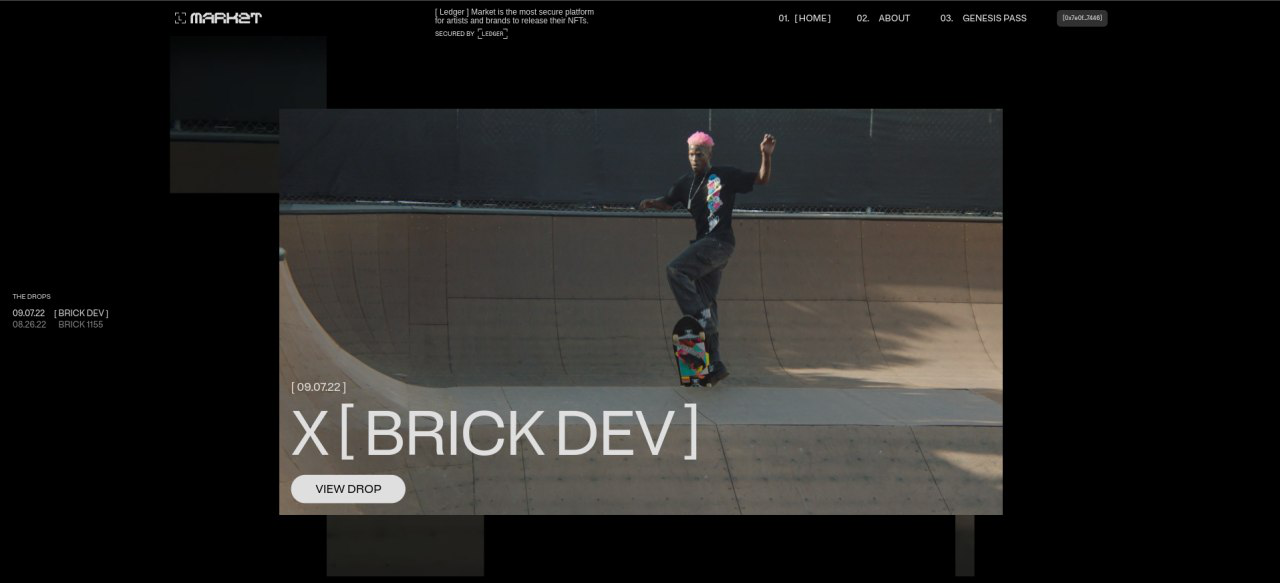 MARKET
[ Ledger ] Market is the most secure platform
for artists and brands to release their NFTs.
SECURED BY [LEDGER]
01. [ HOME ]
02. ABOUT
03. GENESIS PASS
THE DROPS
09.07.22 [ BRICK DEV ]
08.26.22 BRICK 1155
[ 09.07.22 ]
X [ BRICK DEV ]
VIEW DROP